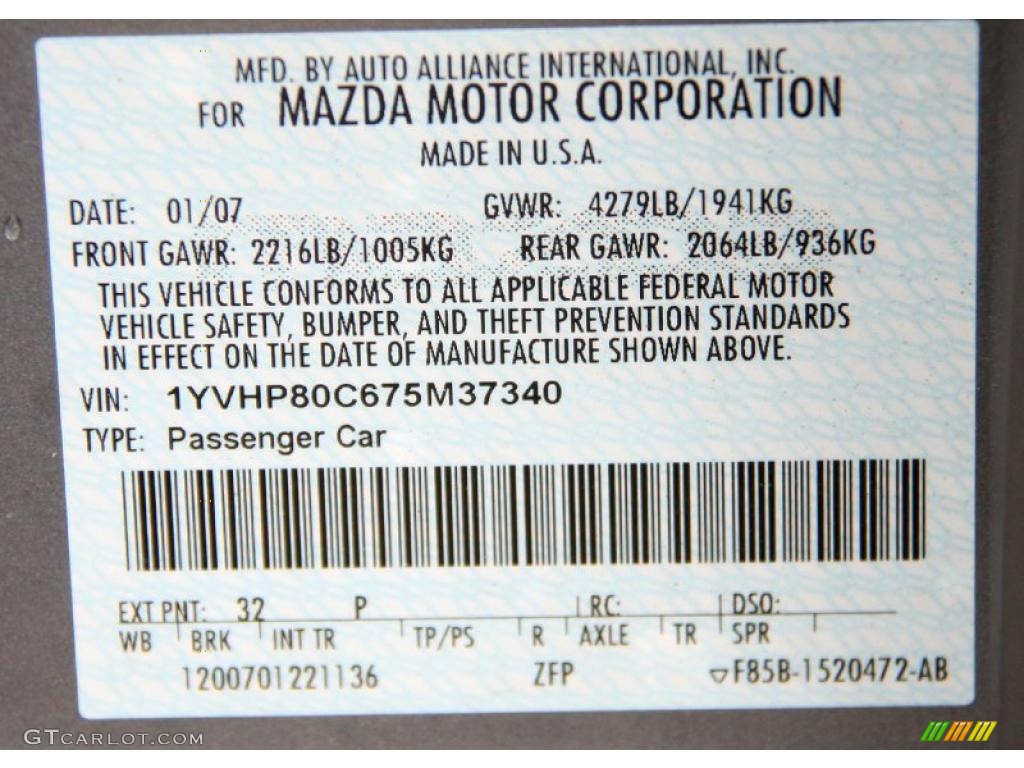 MFD. BY AUTO ALLIANCE INTERNATIONAL, INC.
FOR MAZDA MOTOR CORPORATION
MADE IN U.S.A.
DATE: 01/07 GVWR: 4279LB/1941KG
FRONT GAWR: 2216LB/1005KG REAR GAWR: 2064LB/936KG
THIS VEHICLE CONFORMS TO ALL APPLICABLE FEDERAL MOTOR
VEHICLE SAFETY, BUMPER, AND THEFT PREVENTION STANDARDS
IN EFFECT ON THE DATE OF MANUFACTURE SHOWN ABOVE.
VIN: 1YVHP80C675M37340
TYPE: Passenger Car
EXT PNT: 32 P RC: DSO:
WB BRK INT TR TP/PS R AXLE TR SPR
1200701221136 ZFP F85B-1520472-AB
GTCARLOT.COM